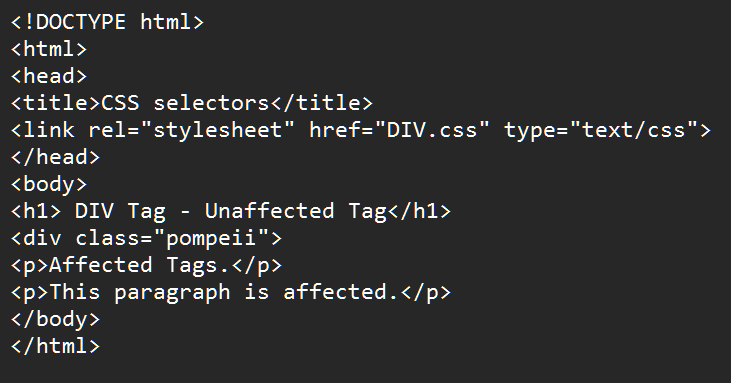 <!DOCTYPE html>
<html>
<head>
<title>CSS selectors</title>
<link rel="stylesheet" href="DIV.css" type="text/css">
</head>
<body>
<h1> DIV Tag - Unaffected Tag</h1>
<div class="pompeii">
<p>Affected Tags.</p>
<p>This paragraph is affected.</p>
</body>
</html>